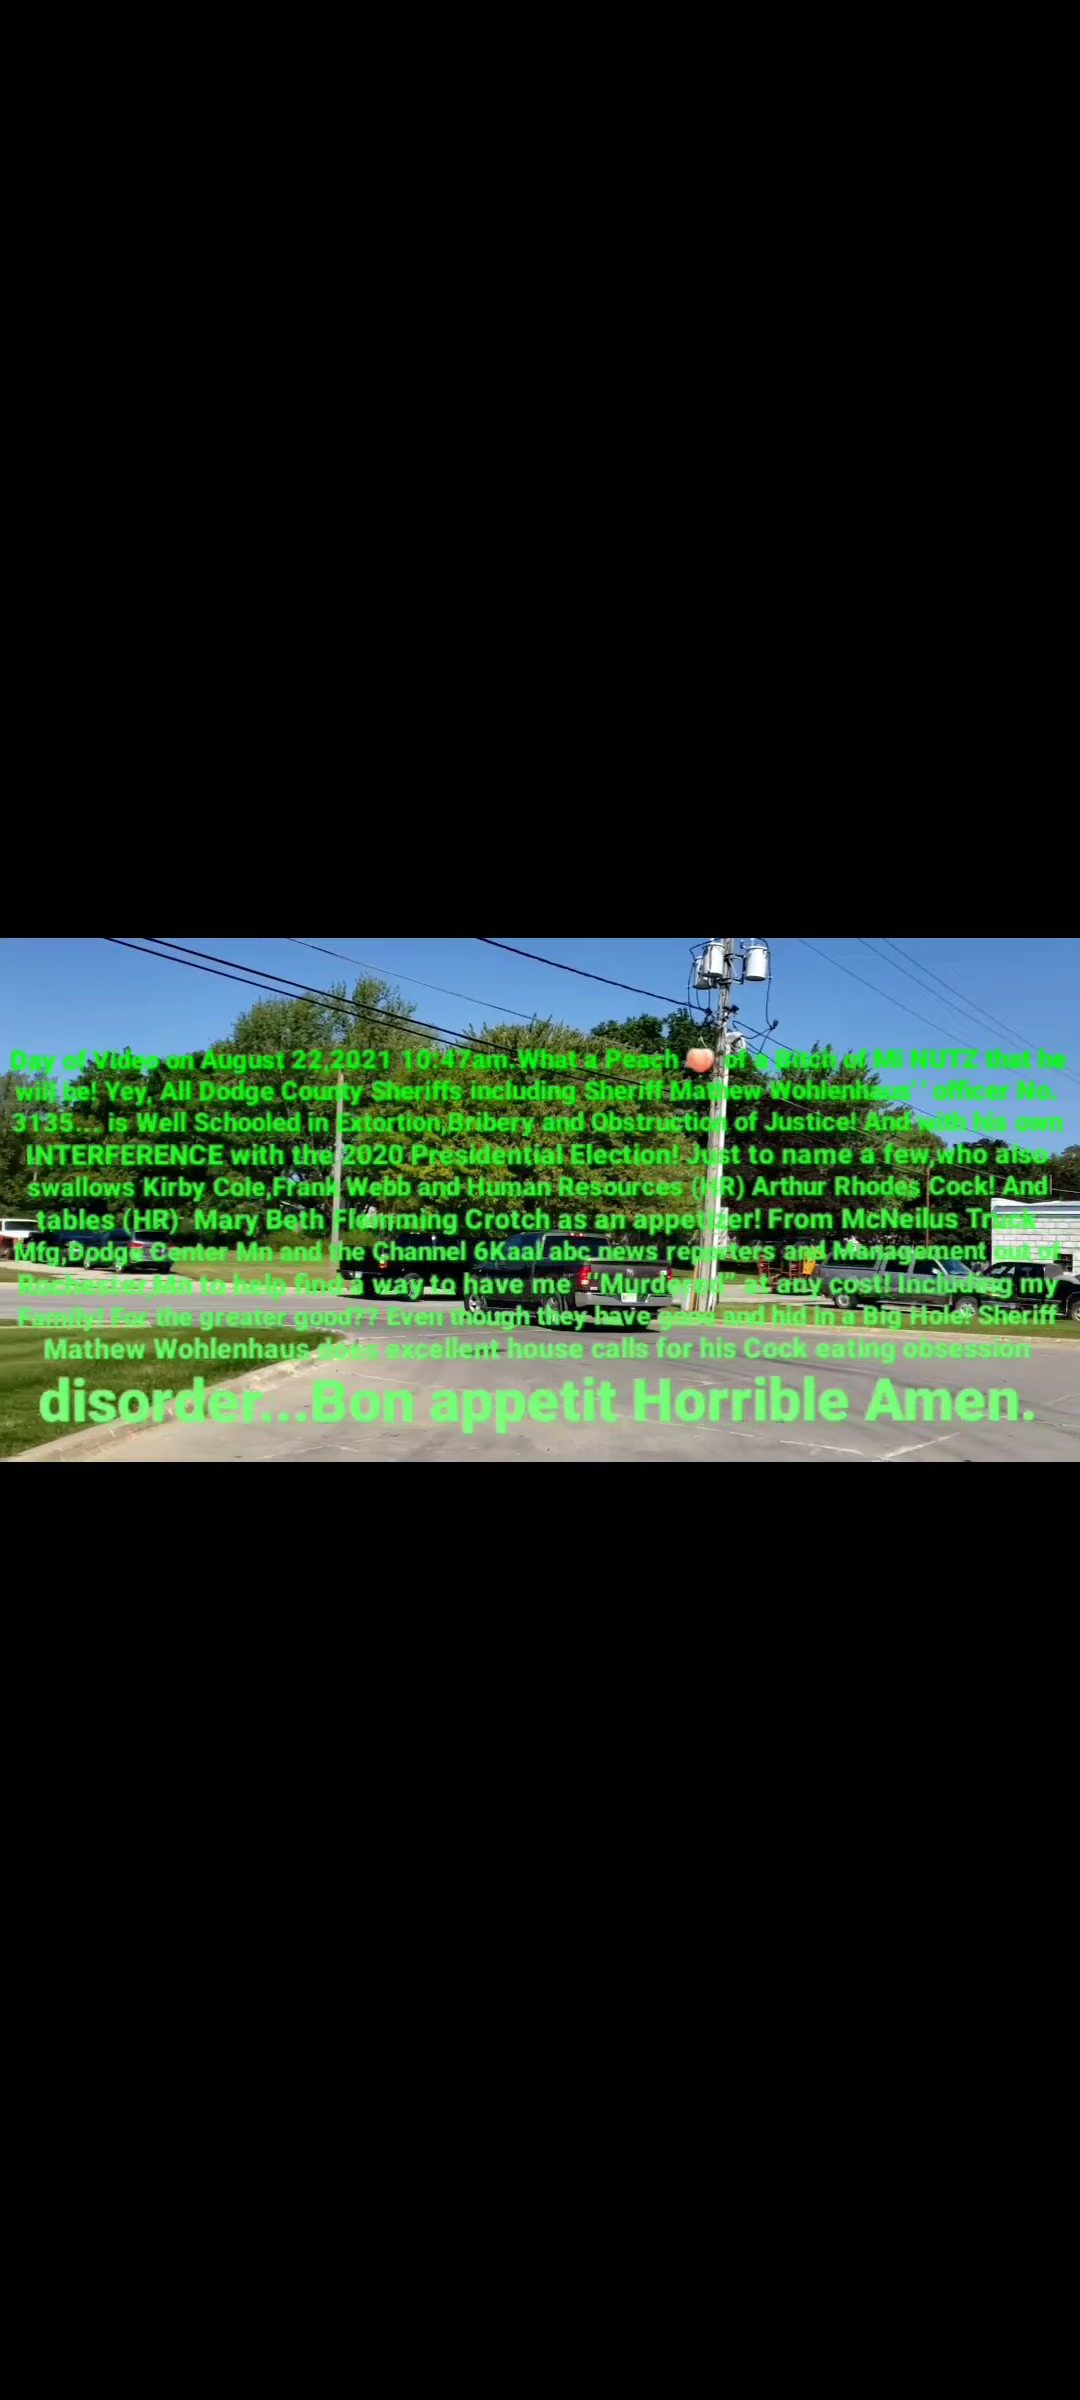 Day of Video on August 22,2021 10:47am.What a Peach 🍑 of a Bitch of Mi NUTZ that he
will be! Yey, All Dodge County Sheriffs including Sheriff Mathew Wohlenhaus'' officer No.
3135... is Well Schooled in Extortion,Bribery and Obstruction of Justice! And with his own
INTERFERENCE with the 2020 Presidential Election! Just to name a few,who also
swallows Kirby Cole,Frank Webb and Human Resources (HR) Arthur Rhodes Cock! And
tables (HR) Mary Beth Flemming Crotch as an appetizer! From McNeilus Truck
Mfg,Dodge Center Mn and the Channel 6Kaal abc news reporters and Management out of
Rochester,Mn to help find a way to have me "Murdered" at any cost! Including my
Family! For the greater good?? Even though they have gone and hid in a Big Hole! Sheriff
Mathew Wohlenhaus does excellent house calls for his Cock eating obsession
disorder...Bon appetit Horrible Amen.